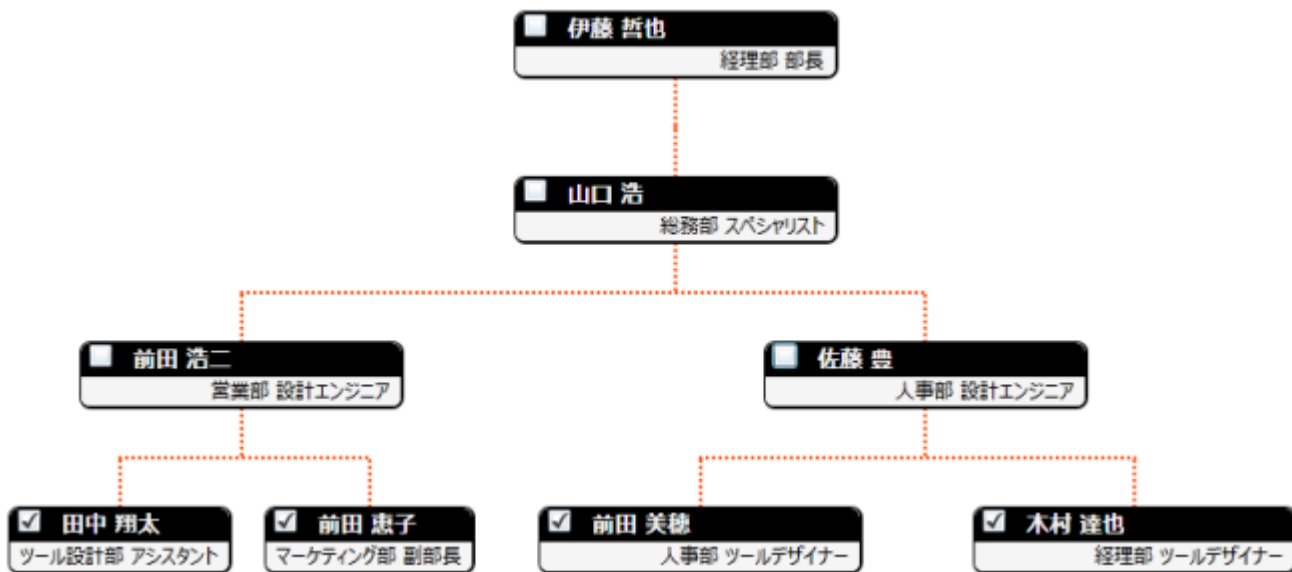 伊藤 哲也
経理部 部長
山口 浩
総務部 スペシャリスト
前田 浩二
営業部 設計エンジニア
佐藤 豊
人事部 設計エンジニア
田中 翔太
ツール設計部 アシスタント
前田 恵子
マーケティング部 副部長
前田 美穂
人事部 ツールデザイナー
木村 達也
経理部 ツールデザイナー